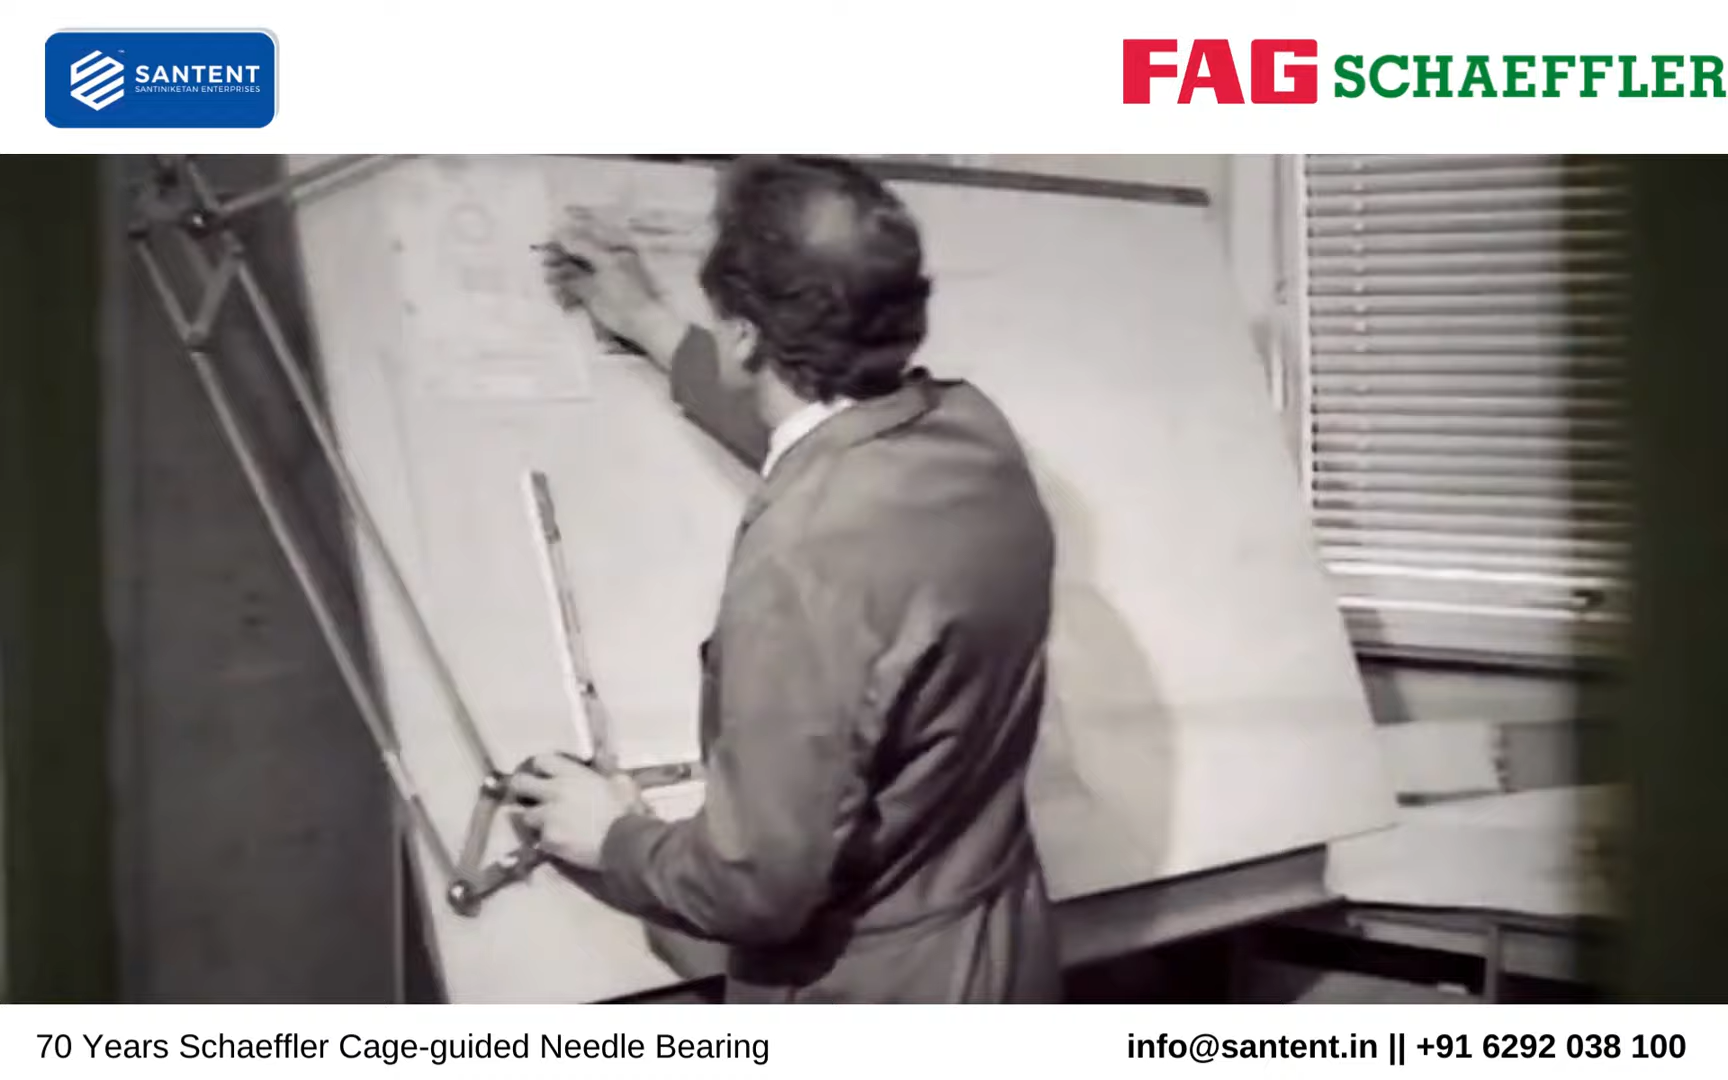 SANTENT
SANTINIKETAN ENTERPRISES
FAG SCHAEFFLER
70 Years Schaeffler Cage-guided Needle Bearing
info@santent.in || +91 6292 038 100